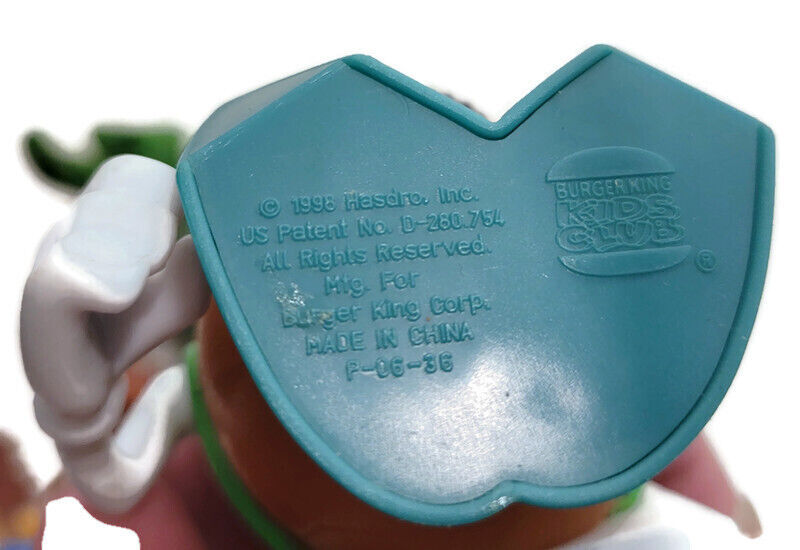 © 1998 Hasbro, Inc.
US Patent No. D-280,754
All Rights Reserved.
Mfg. For
Burger King Corp.
MADE IN CHINA
P-06-36
BURGER KING
KIDS
CLUB
®